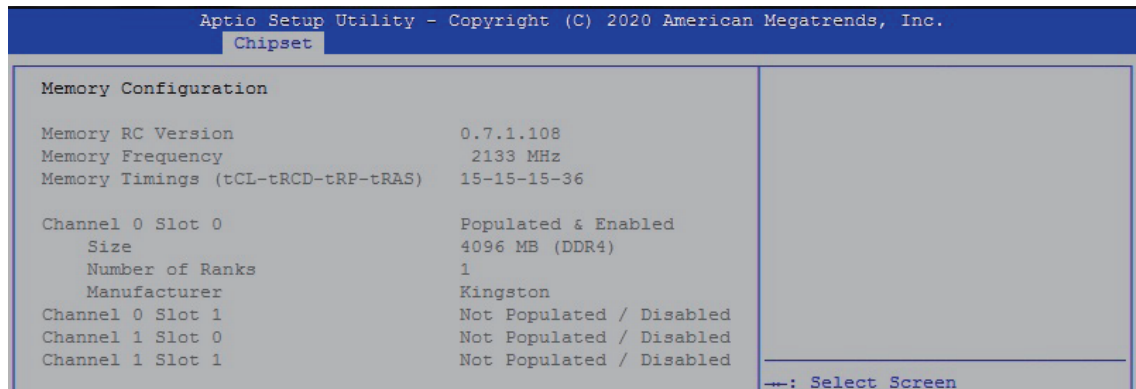 Aptio Setup Utility - Copyright (C) 2020 American Megatrends, Inc.
Chipset
Memory Configuration
Memory RC Version 0.7.1.108
Memory Frequency 2133 MHz
Memory Timings (tCL-tRCD-tRP-tRAS) 15-15-15-36
Channel 0 Slot 0 Populated & Enabled
Size 4096 MB (DDR4)
Number of Ranks 1
Manufacturer Kingston
Channel 0 Slot 1 Not Populated / Disabled
Channel 1 Slot 0 Not Populated / Disabled
Channel 1 Slot 1 Not Populated / Disabled
→←: Select Screen